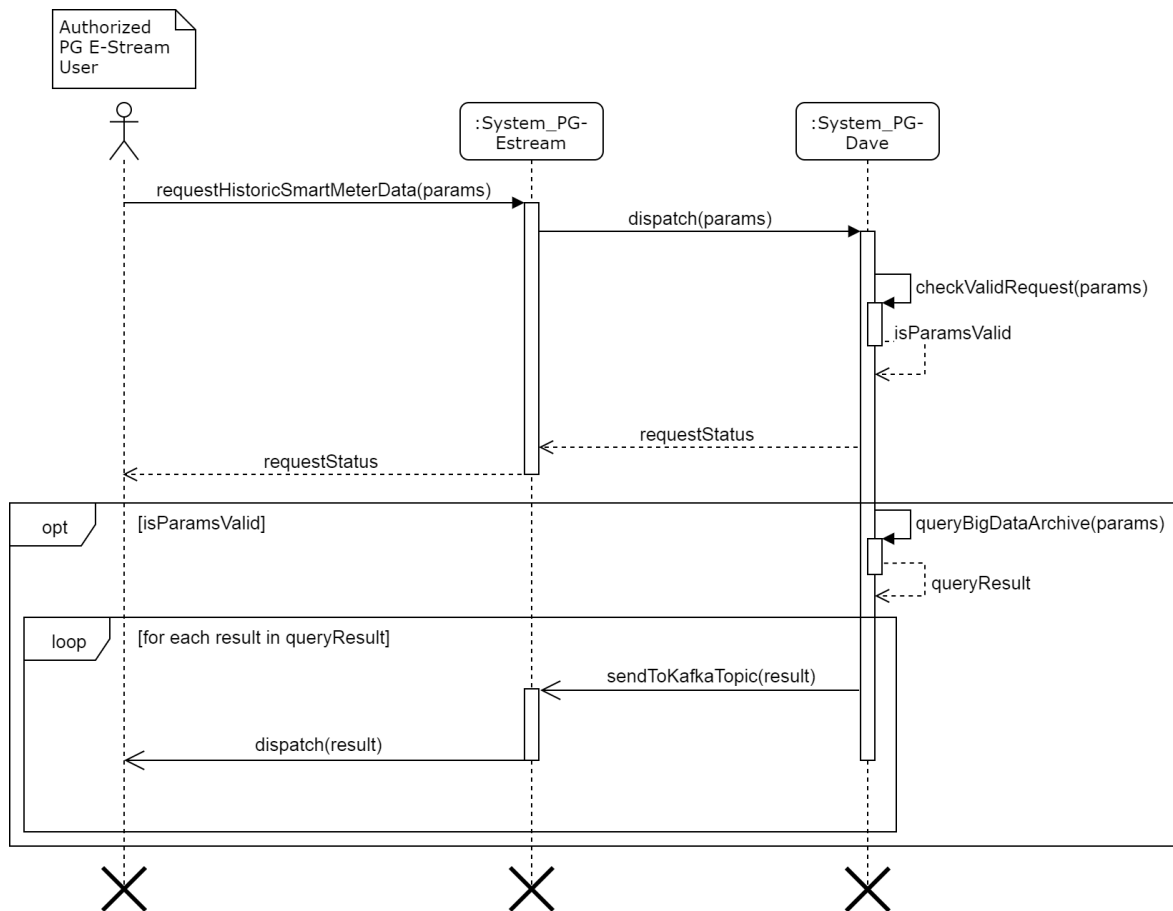 Authorized
PG E-Stream
User
:System_PG-
Estream
:System_PG-
Dave
requestHistoricSmartMeterData(params)
dispatch(params)
checkValidRequest(params)
isParamsValid
requestStatus
requestStatus
opt
[isParamsValid]
queryBigDataArchive(params)
queryResult
loop
[for each result in queryResult]
sendToKafkaTopic(result)
dispatch(result)